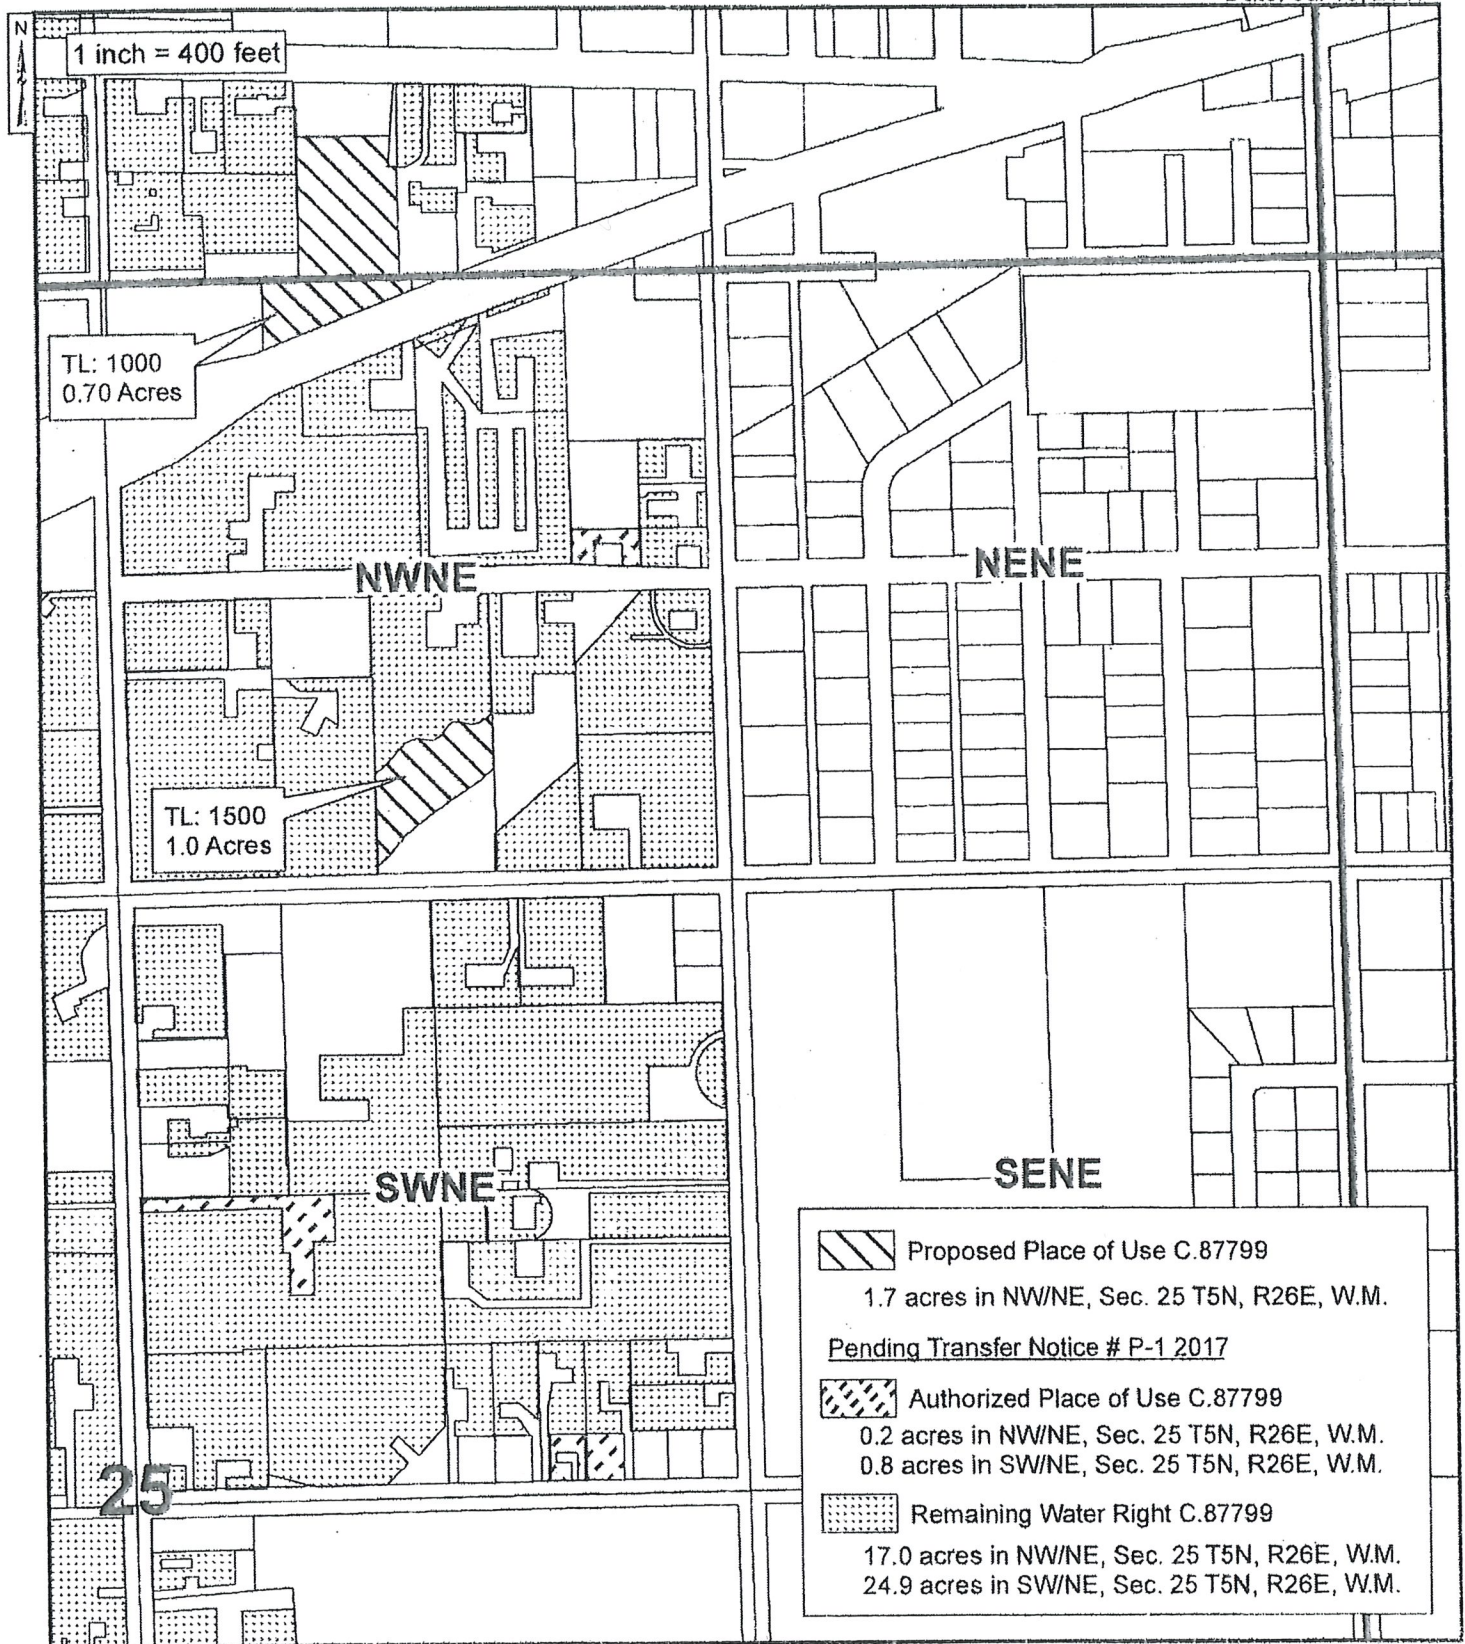 N
1 inch = 400 feet
TL: 1000
0.70 Acres
NWNE
NENE
TL: 1500
1.0 Acres
SWNE
SENE
Proposed Place of Use C.87799
1.7 acres in NW/NE, Sec. 25 T5N, R26E, W.M.
Pending Transfer Notice # P-1 2017
Authorized Place of Use C.87799
0.2 acres in NW/NE, Sec. 25 T5N, R26E, W.M.
0.8 acres in SW/NE, Sec. 25 T5N, R26E, W.M.
25
Remaining Water Right C.87799
17.0 acres in NW/NE, Sec. 25 T5N, R26E, W.M.
24.9 acres in SW/NE, Sec. 25 T5N, R26E, W.M.